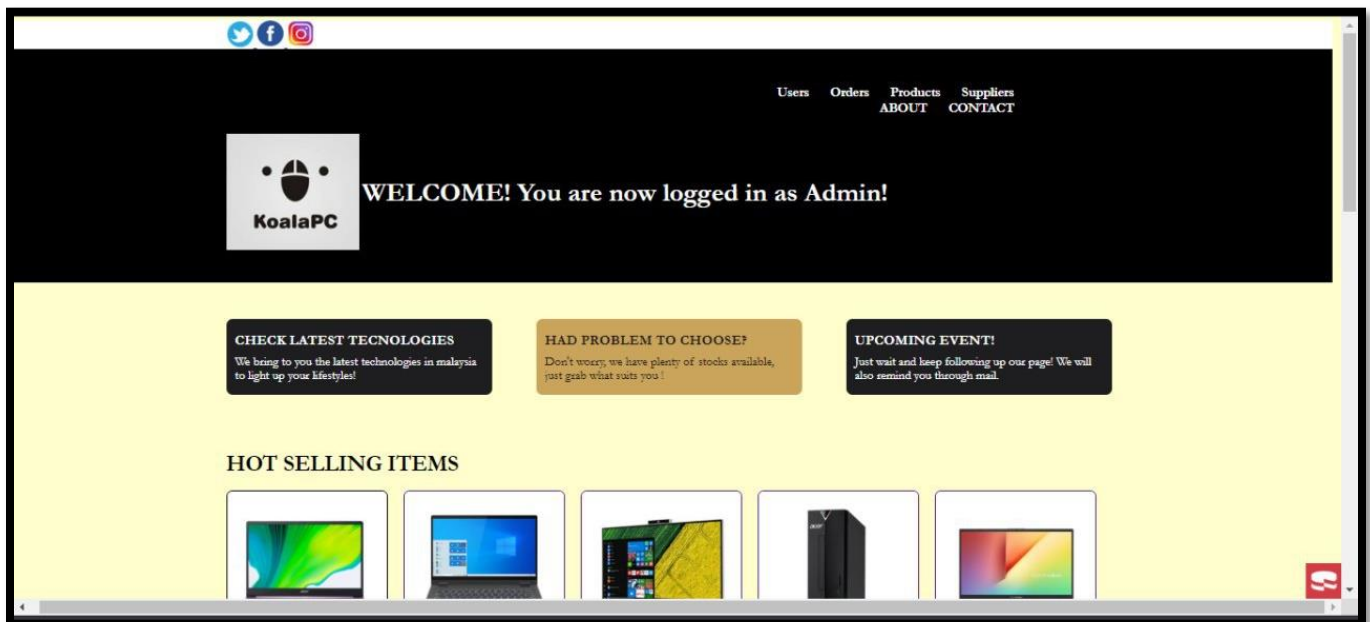 Users Orders Products Suppliers
ABOUT CONTACT
KoalaPC
WELCOME! You are now logged in as Admin!
CHECK LATEST TECNOLOGIES
We bring to you the latest technologies in malaysia
to light up your lifestyles!
HAD PROBLEM TO CHOOSE?
Don't worry, we have plenty of stocks available,
just grab what suits you !
UPCOMING EVENT!
Just wait and keep following up our page! We will
also remind you through mail.
HOT SELLING ITEMS
acer